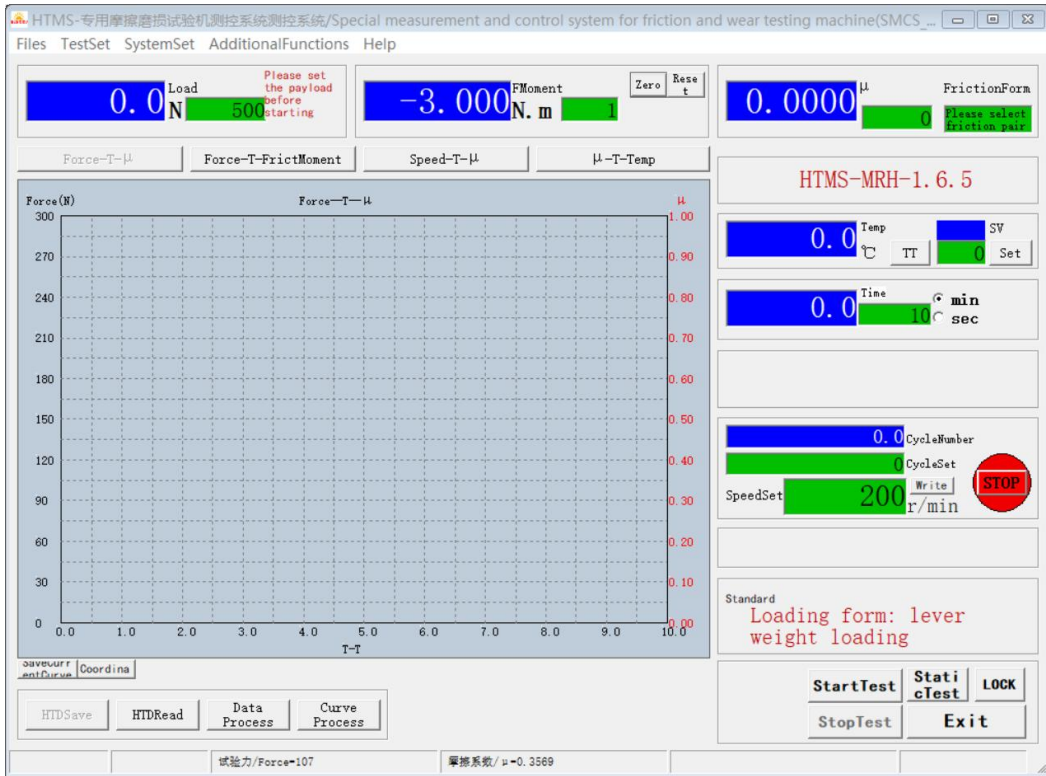 HTMS-专用摩擦磨损试验机测控系统测控系统/Special measurement and control system for friction and wear testing machine(SMCS_...
Files TestSet SystemSet AdditionalFunctions Help
0.0 Load N 500
Please set
the payload
before
starting
-3.000 FMoment N.m 1
Zero Rese
t
0.0000 μ 0
FrictionForm
Please select
friction pair
Force-T-μ Force-T-FrictMoment Speed-T-μ μ-T-Temp
HTMS-MRH-1.6.5
Force(N) Force—T—μ μ
300 1.00
270 0.90
240 0.80
210 0.70
180 0.60
150 0.50
120 0.40
90 0.30
60 0.20
30 0.10
0 0.00
0.0 1.0 2.0 3.0 4.0 5.0 6.0 7.0 8.0 9.0 10.0
T-T
0.0 Temp ℃ TT SV 0 Set
0.0 Time 10 min
sec
0.0 CycleNumber
0 CycleSet
SpeedSet 200 Write r/min
STOP
Standard
Loading form: lever
weight loading
SaveCurr
entCurve
Coordina
HTDSave HTDRead Data
Process
Curve
Process
StartTest Stati
cTest
LOCK
StopTest Exit
试验力/Force=107 摩擦系数/μ=0.3569